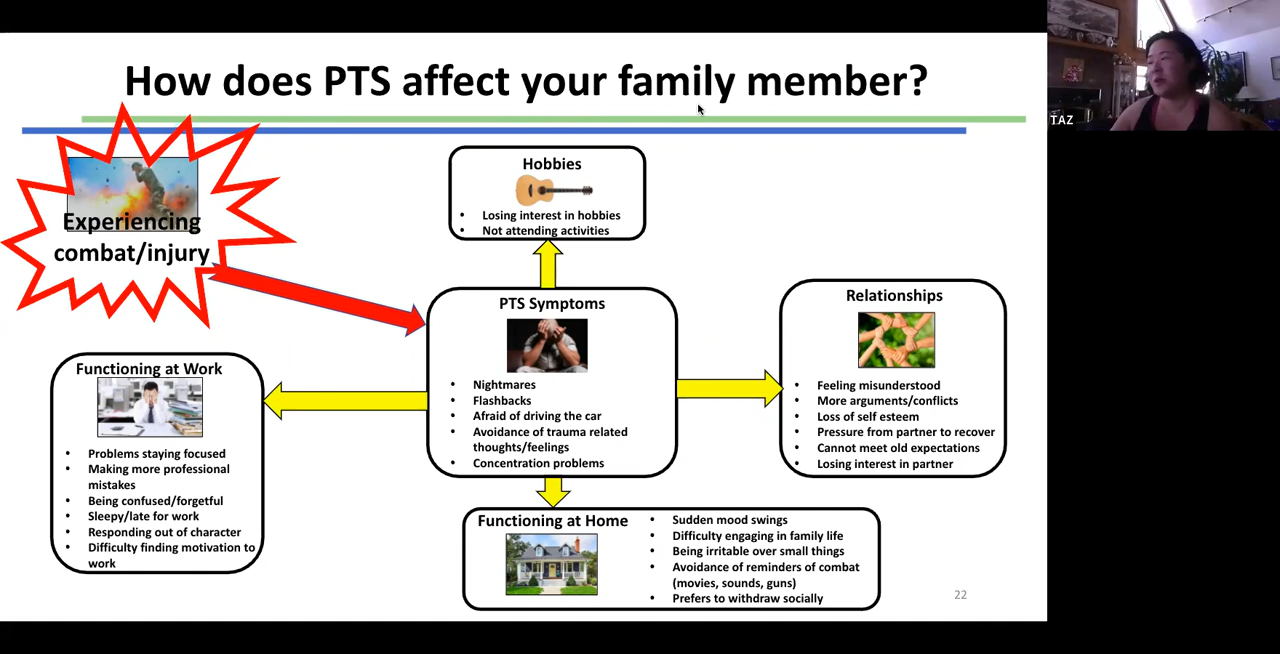 How does PTS affect your family member?
TAZ
Experiencing
combat/injury
Hobbies
• Losing interest in hobbies
• Not attending activities
PTS Symptoms
• Nightmares
• Flashbacks
• Afraid of driving the car
• Avoidance of trauma related
thoughts/feelings
• Concentration problems
Relationships
• Feeling misunderstood
• More arguments/conflicts
• Loss of self esteem
• Pressure from partner to recover
• Cannot meet old expectations
• Losing interest in partner
Functioning at Work
• Problems staying focused
• Making more professional
mistakes
• Being confused/forgetful
• Sleepy/late for work
• Responding out of character
• Difficulty finding motivation to
work
Functioning at Home
• Sudden mood swings
• Difficulty engaging in family life
• Being irritable over small things
• Avoidance of reminders of combat
(movies, sounds, guns)
• Prefers to withdraw socially
22